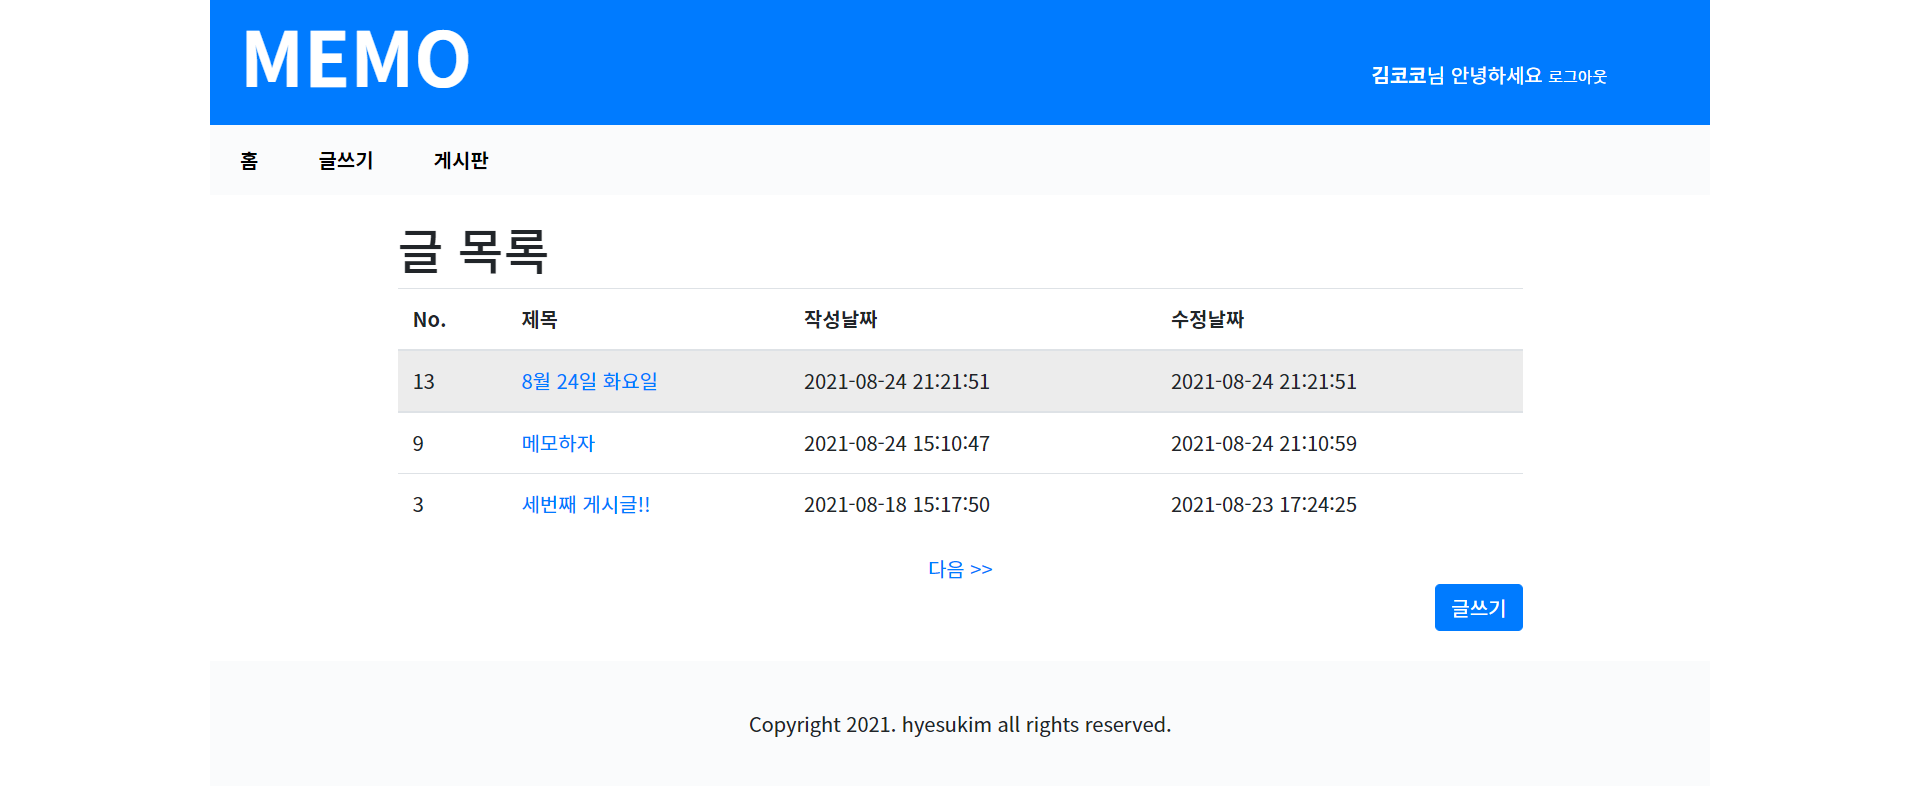 MEMO
김코코님 안녕하세요 로그아웃
홈 글쓰기 게시판
글 목록
No. 제목 작성날짜 수정날짜
13 8월 24일 화요일 2021-08-24 21:21:51 2021-08-24 21:21:51
9 메모하자 2021-08-24 15:10:47 2021-08-24 21:10:59
3 세번째 게시글!! 2021-08-18 15:17:50 2021-08-23 17:24:25
다음 >>
글쓰기
Copyright 2021. hyesukim all rights reserved.